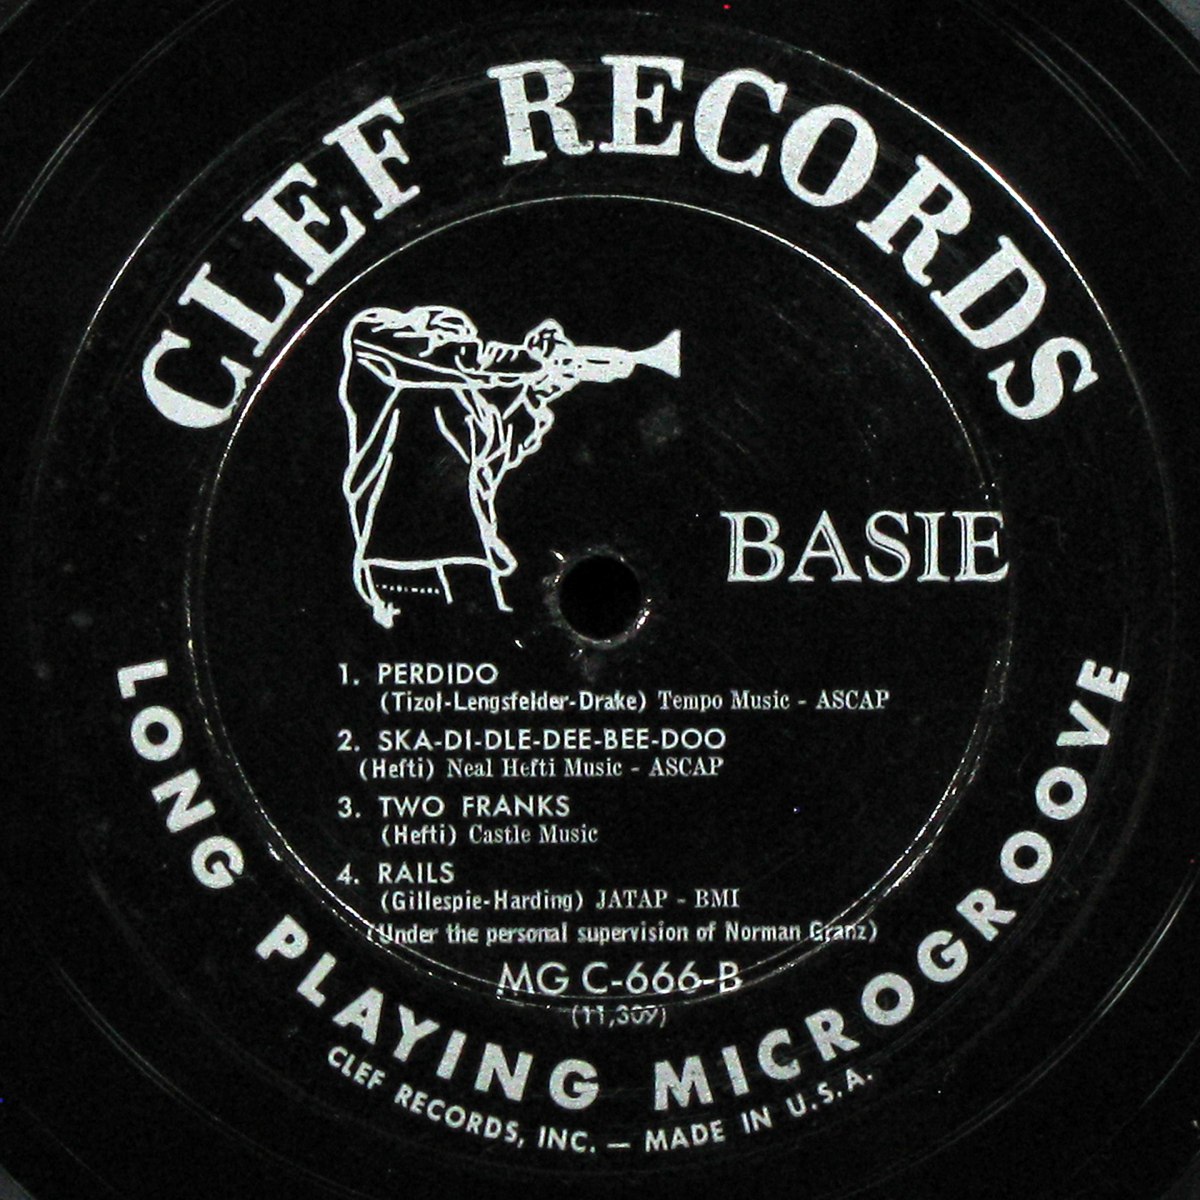 CLEF RECORDS
BASIE
1. PERDIDO
(Tizol-Lengsfelder-Drake) Tempo Music - ASCAP
2. SKA-DI-DLE-DEE-BEE-DOO
(Hefti) Neal Hefti Music - ASCAP
3. TWO FRANKS
(Hefti) Castle Music
4. RAILS
(Gillespie-Harding) JATAP - BMI
(Under the personal supervision of Norman Granz)
MG C-666-B
(11,309)
LONG PLAYING MICROGROOVE
CLEF RECORDS, INC. — MADE IN U.S.A.